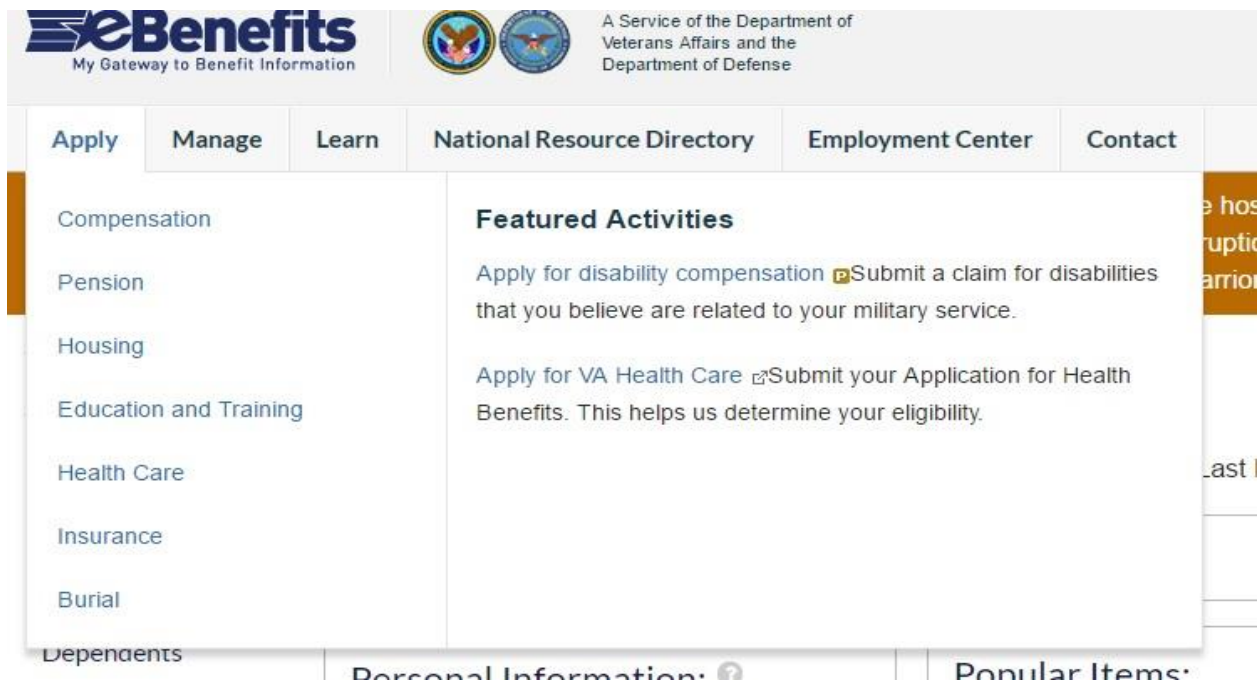 eBenefits
My Gateway to Benefit Information
A Service of the Department of
Veterans Affairs and the
Department of Defense
Apply Manage Learn National Resource Directory Employment Center Contact
Compensation
Pension
Housing
Education and Training
Health Care
Insurance
Burial
Featured Activities
Apply for disability compensation P Submit a claim for disabilities
that you believe are related to your military service.
Apply for VA Health Care Submit your Application for Health
Benefits. This helps us determine your eligibility.
Last
Dependents
Personal Information: ?
Popular Items: